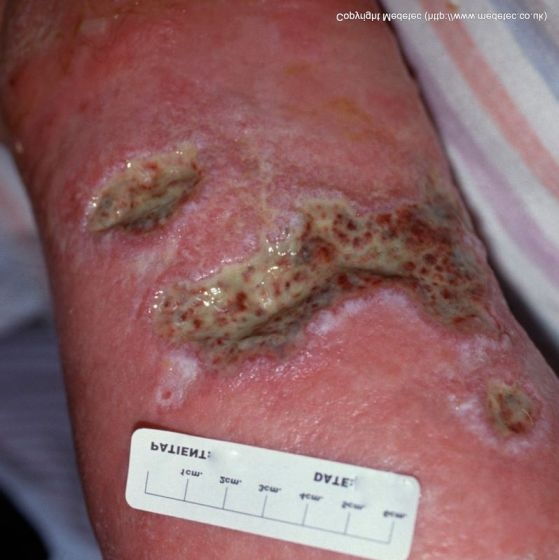 Copyright Medetec (http://www.medetec.co.uk)
PATIENT: DATE:
1cm. 2cm. 3cm. 4cm. 5cm. 6cm.